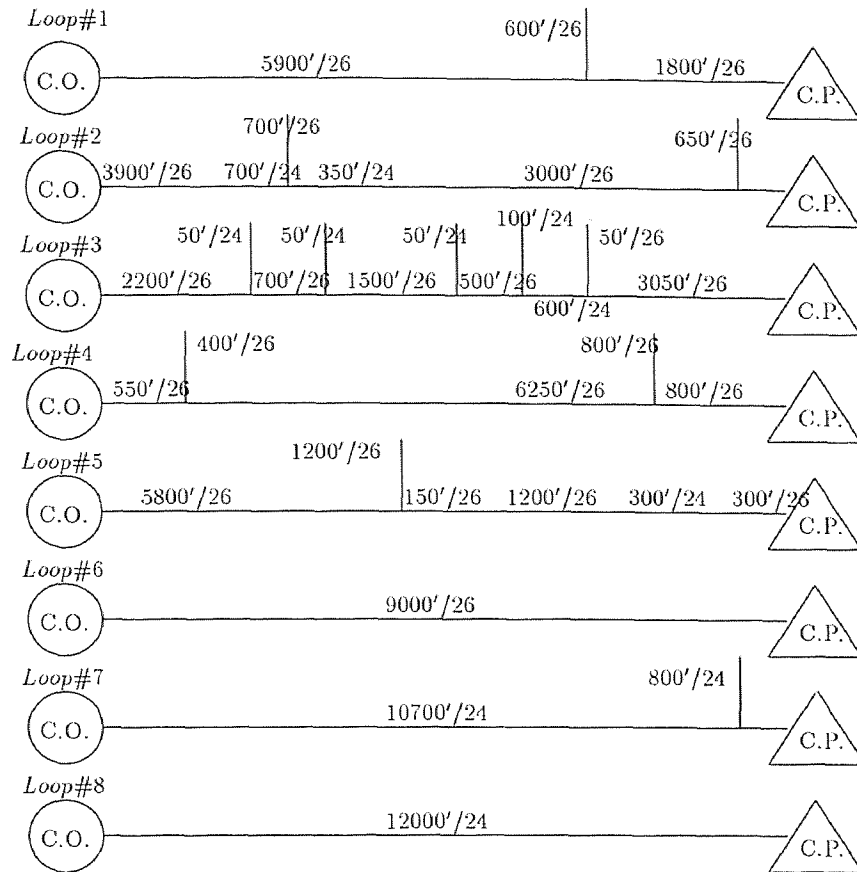 Loop#1
600′/26
5900′/26 1800′/26
C.O. C.P.
Loop#2
700′/26 650′/26
3900′/26 700′/24 350′/24 3000′/26
C.O. C.P.
Loop#3
50′/24 50′/24 50′/24 100′/24 50′/26
2200′/26 700′/26 1500′/26 500′/26 3050′/26
C.O. C.P.
600′/24
Loop#4
400′/26 800′/26
550′/26 6250′/26 800′/26
C.O. C.P.
Loop#5
1200′/26
5800′/26 150′/26 1200′/26 300′/24 300′/26
C.O. C.P.
Loop#6
9000′/26
C.O. C.P.
Loop#7
800′/24
10700′/24
C.O. C.P.
Loop#8
12000′/24
C.O. C.P.